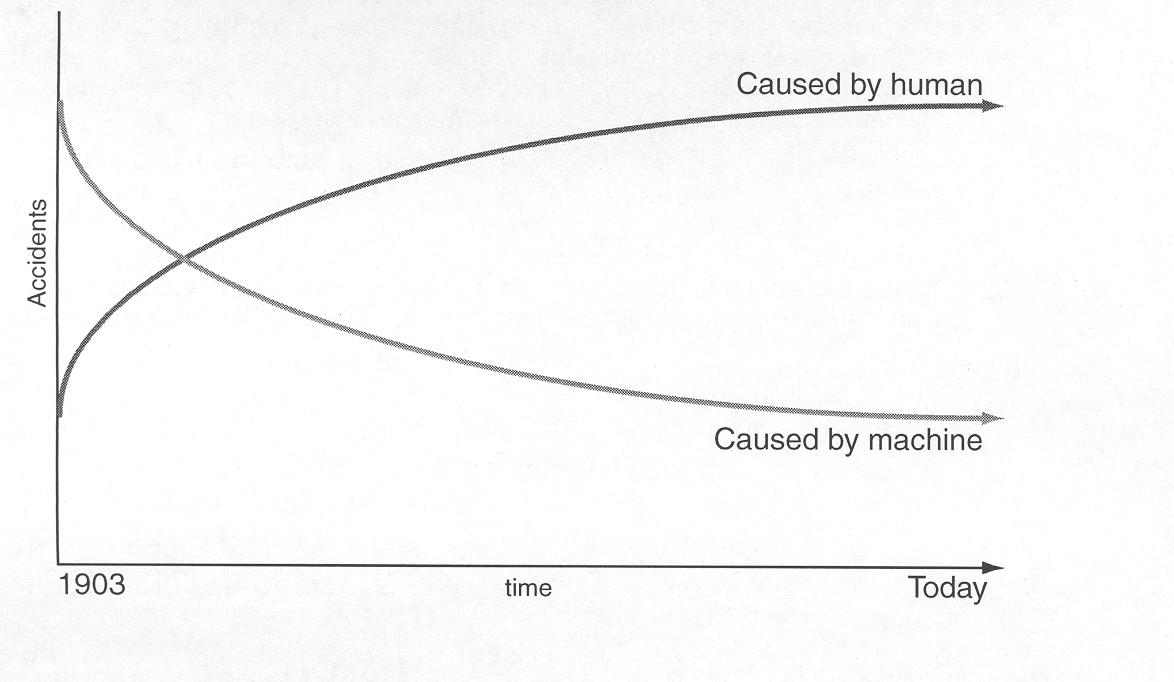 Caused by human
Accidents
Caused by machine
1903
time
Today